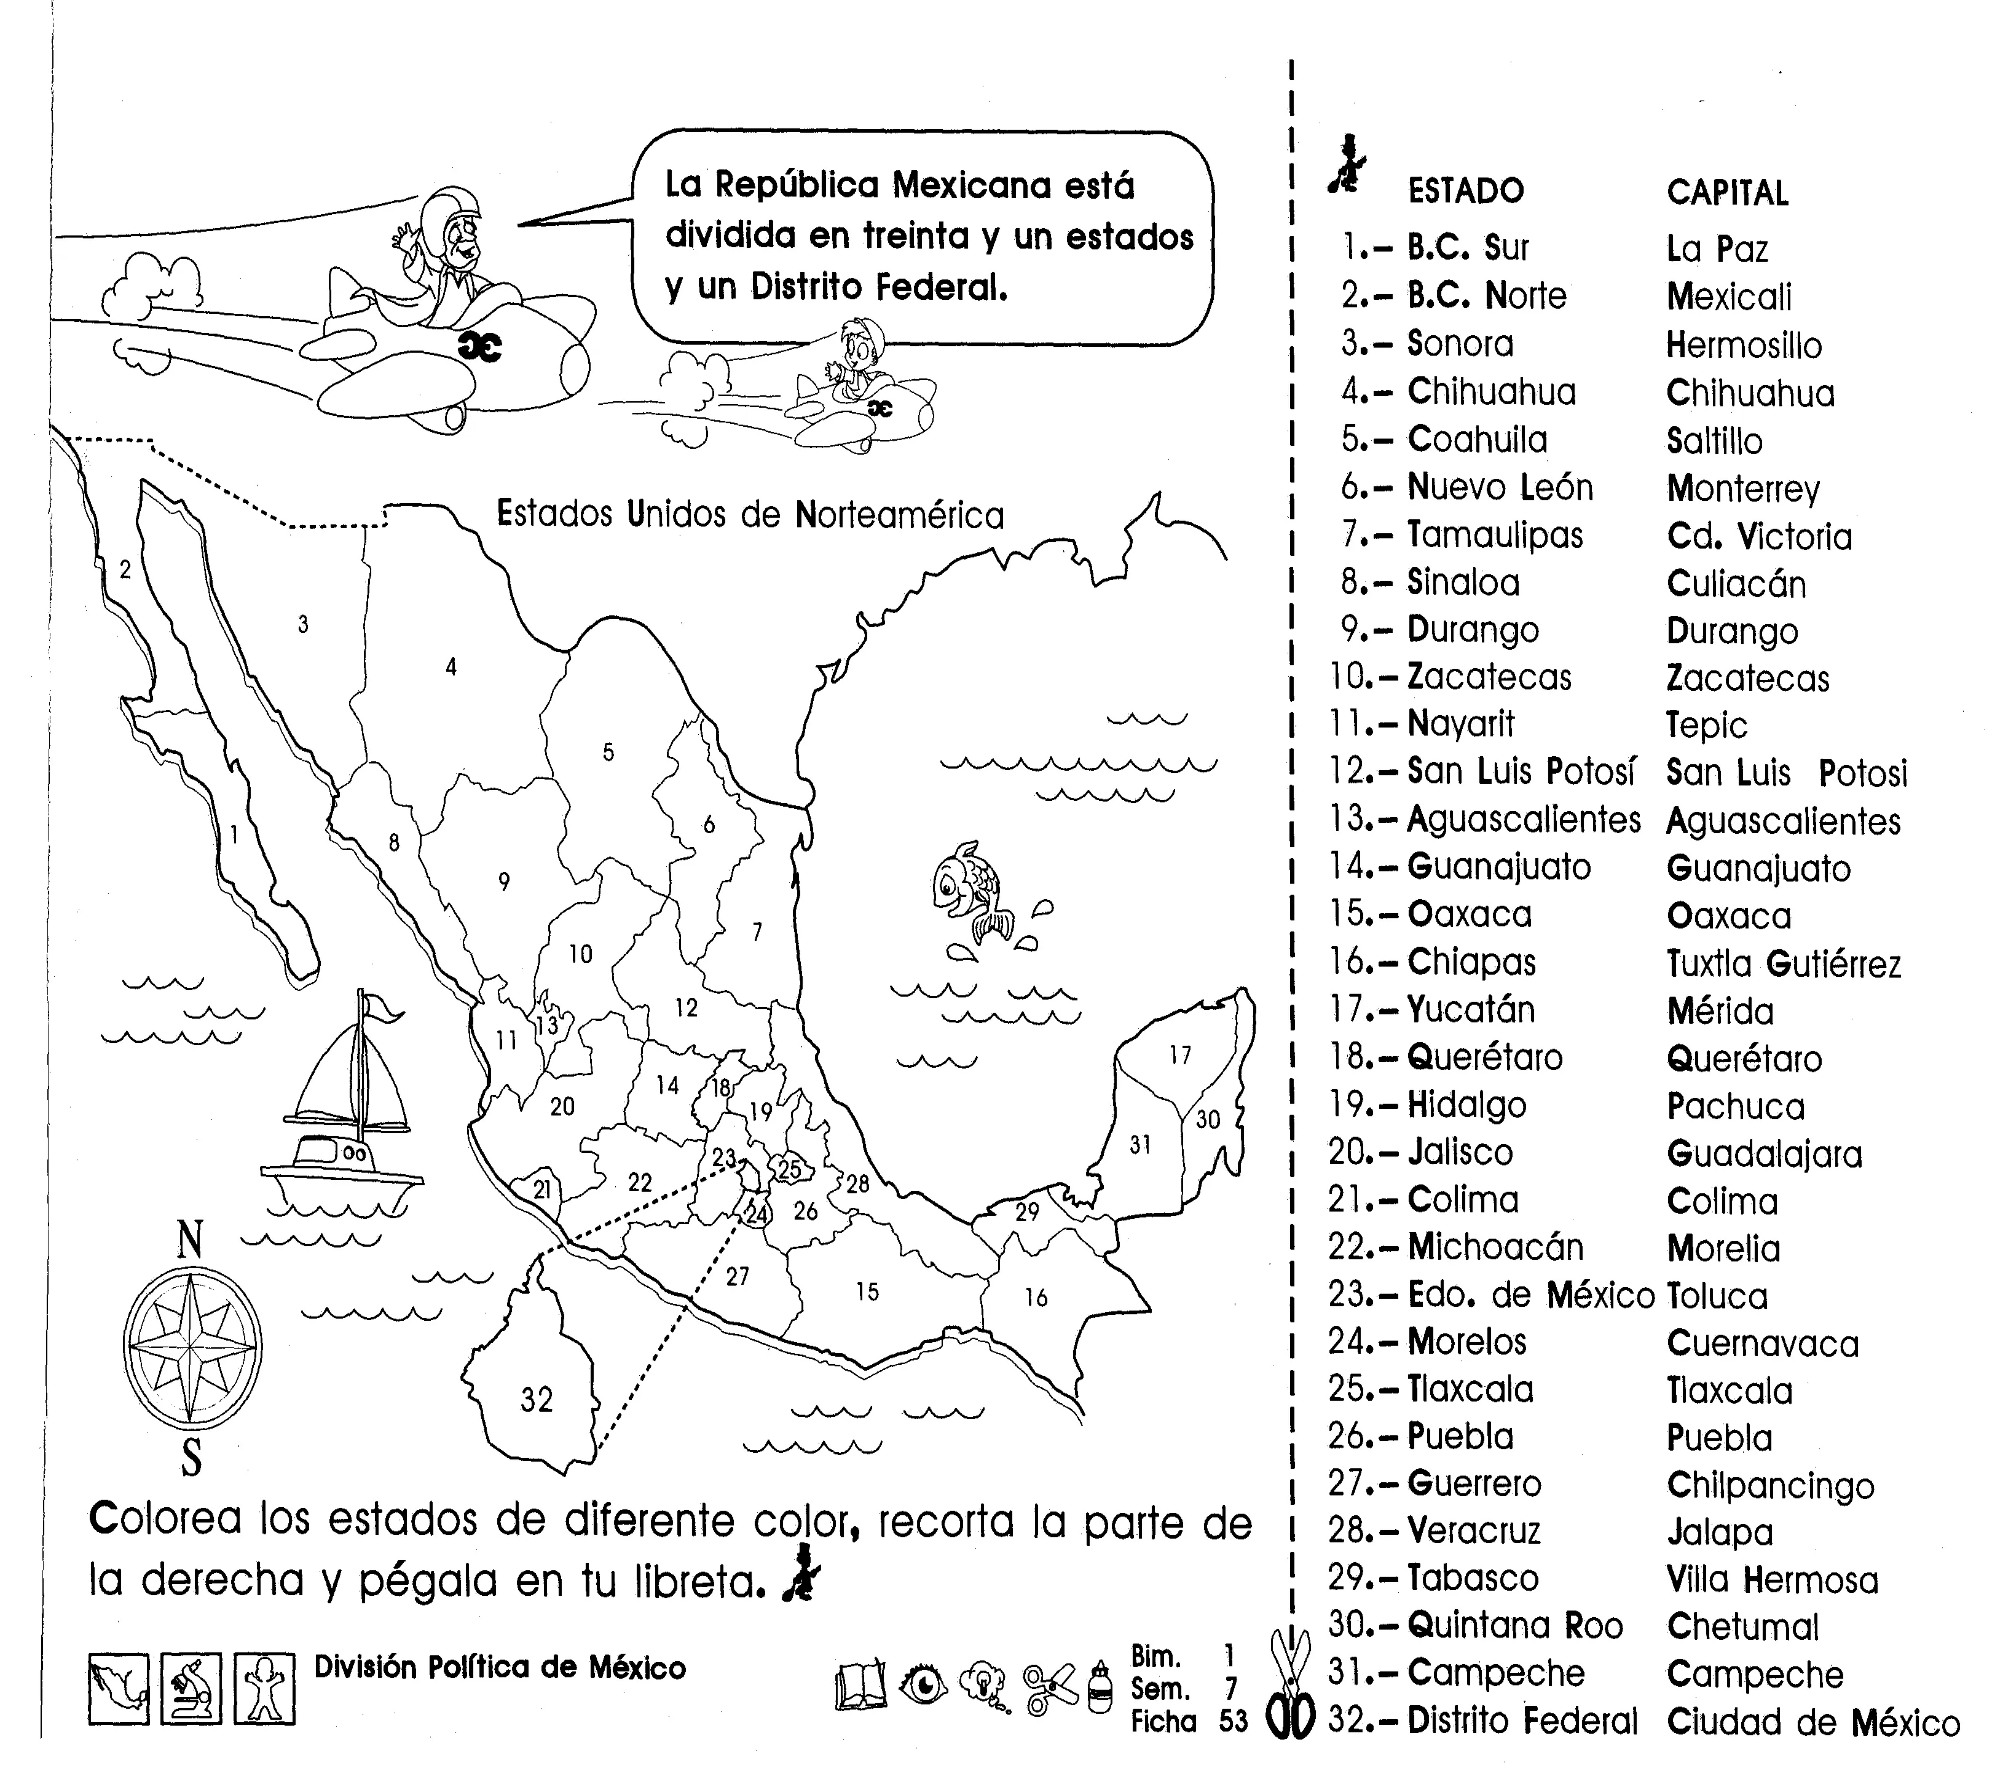 La República Mexicana está
dividida en treinta y un estados
y un Distrito Federal.
Estados Unidos de Norteamérica
2
3
4
5
1
8
6
9
7
10
12
11
13
17
14
18
20
19
30
31
23
25
22
21
28
24
26
29
27
15
16
32
N
S
Colorea los estados de diferente color, recorta la parte de
la derecha y pégala en tu libreta.
División Política de México
Bim. 1
Sem. 7
Ficha 53
ESTADO CAPITAL
1.- B.C. Sur La Paz
2.- B.C. Norte Mexicali
3.- Sonora Hermosillo
4.- Chihuahua Chihuahua
5.- Coahuila Saltillo
6.- Nuevo León Monterrey
7.- Tamaulipas Cd. Victoria
8.- Sinaloa Culiacán
9.- Durango Durango
10.- Zacatecas Zacatecas
11.- Nayarit Tepic
12.- San Luis Potosí San Luis Potosi
13.- Aguascalientes Aguascalientes
14.- Guanajuato Guanajuato
15.- Oaxaca Oaxaca
16.- Chiapas Tuxtla Gutiérrez
17.- Yucatán Mérida
18.- Querétaro Querétaro
19.- Hidalgo Pachuca
20.- Jalisco Guadalajara
21.- Colima Colima
22.- Michoacán Morelia
23.- Edo. de México Toluca
24.- Morelos Cuernavaca
25.- Tlaxcala Tlaxcala
26.- Puebla Puebla
27.- Guerrero Chilpancingo
28.- Veracruz Jalapa
29.- Tabasco Villa Hermosa
30.- Quintana Roo Chetumal
31.- Campeche Campeche
32.- Distrito Federal Ciudad de México